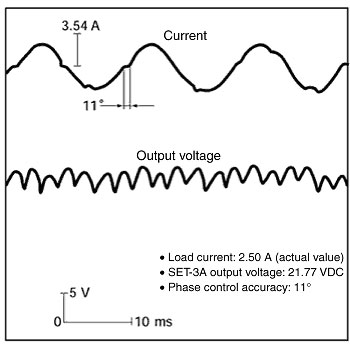 3.54 A
Current
11°
Output voltage
• Load current: 2.50 A (actual value)
• SET-3A output voltage: 21.77 VDC
• Phase control accuracy: 11°
5 V
0
10 ms